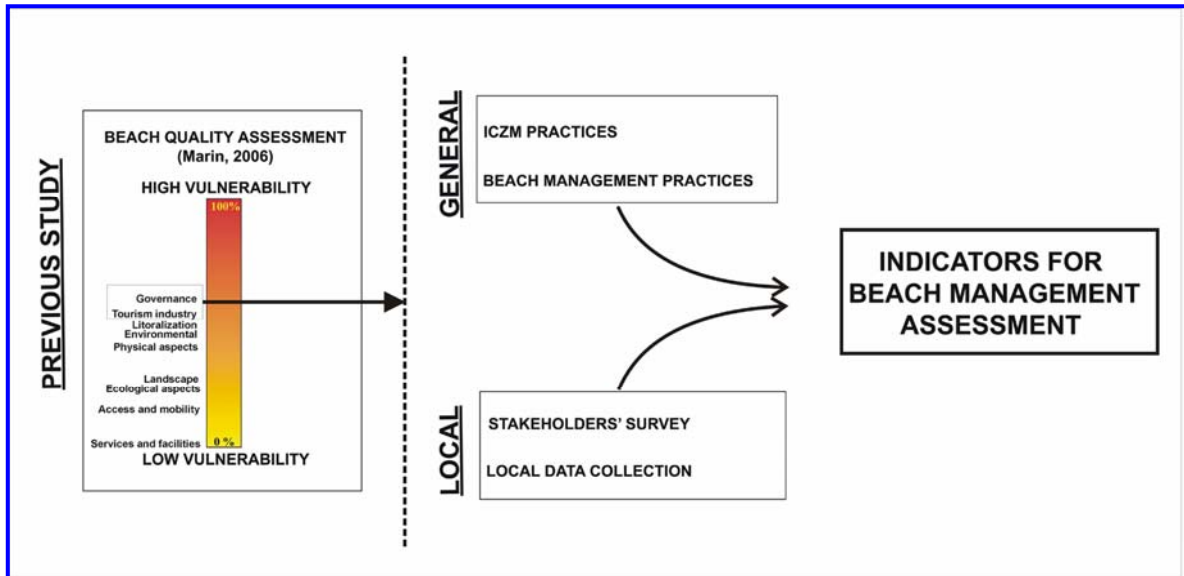 PREVIOUS STUDY
BEACH QUALITY ASSESSMENT
(Marin, 2006)
HIGH VULNERABILITY
100%
Governance
Tourism industry
Litoralization
Environmental
Physical aspects
Landscape
Ecological aspects
Access and mobility
Services and facilities
0 %
LOW VULNERABILITY
GENERAL
ICZM PRACTICES
BEACH MANAGEMENT PRACTICES
LOCAL
STAKEHOLDERS' SURVEY
LOCAL DATA COLLECTION
INDICATORS FOR
BEACH MANAGEMENT
ASSESSMENT